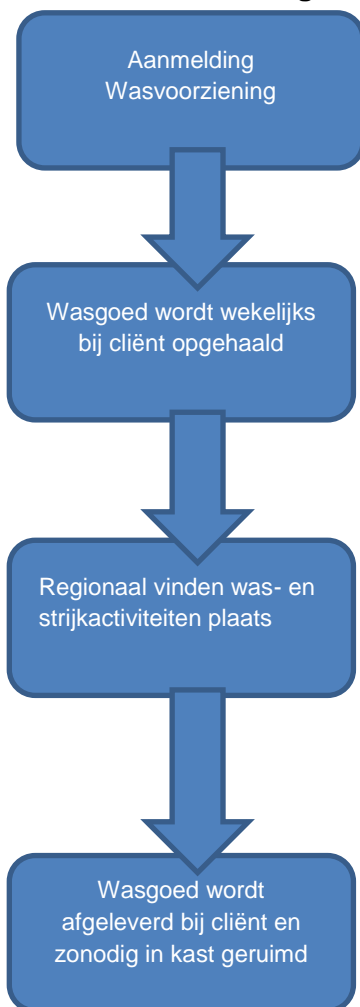 Aanmelding
Wasvoorziening
Wasgoed wordt wekelijks
bij cliënt opgehaald
Regionaal vinden was- en
strijkactiviteiten plaats
Wasgoed wordt
afgeleverd bij cliënt en
zonodig in kast geruimd